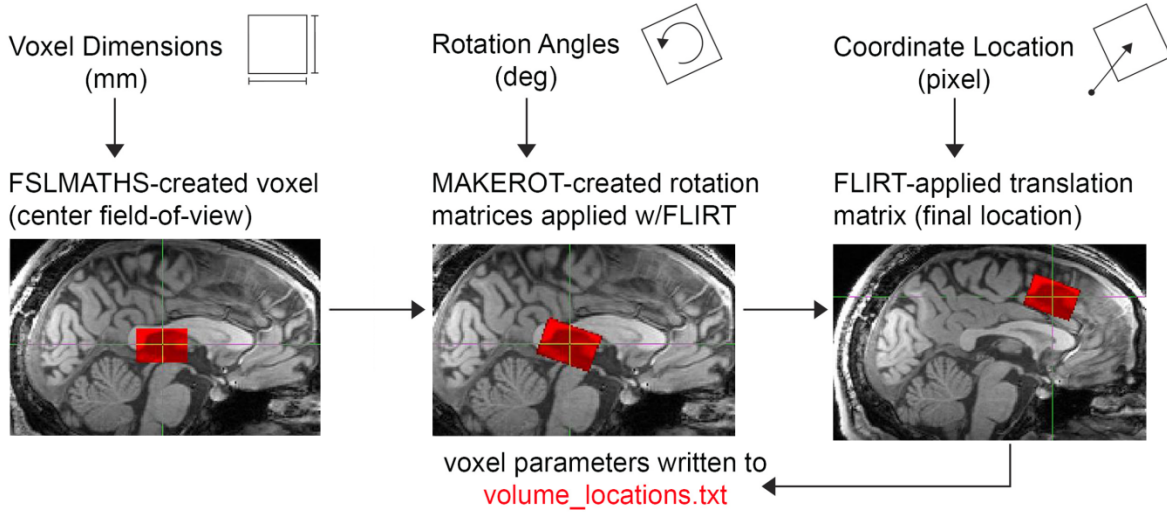 Voxel Dimensions
(mm)
Rotation Angles
(deg)
Coordinate Location
(pixel)
FSLMATHS-created voxel
(center field-of-view)
MAKEROT-created rotation
matrices applied w/FLIRT
FLIRT-applied translation
matrix (final location)
voxel parameters written to
volume_locations.txt